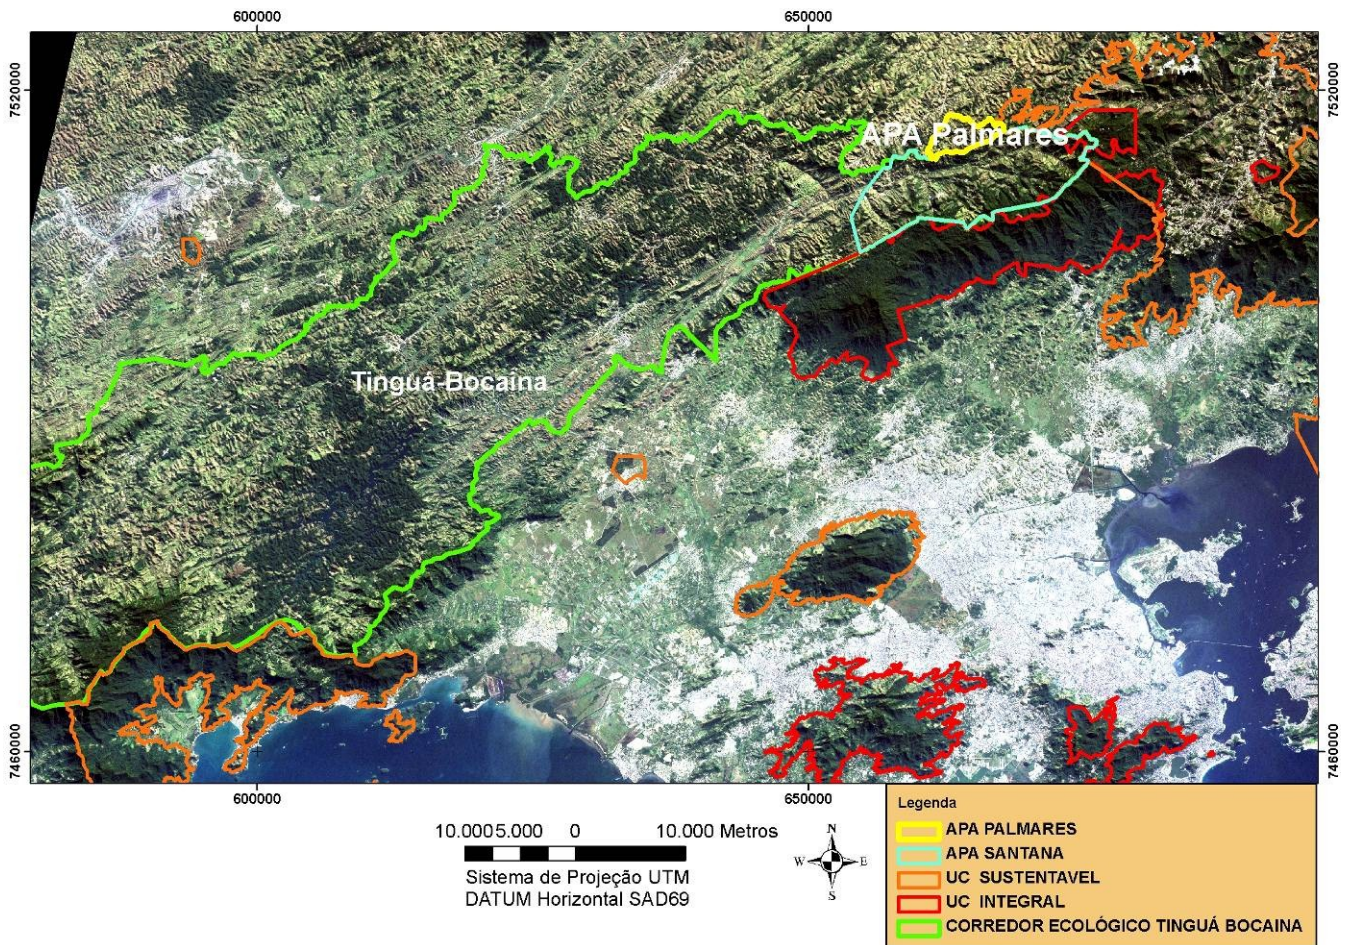 600000
650000
7520000
7520000
APA Palmares
Tinguá-Bocaina
7460000
7460000
600000
650000
10.0005.000 0 10.000 Metros
Sistema de Projeção UTM
DATUM Horizontal SAD69
N
W E
S
Legenda
APA PALMARES
APA SANTANA
UC SUSTENTAVEL
UC INTEGRAL
CORREDOR ECOLÓGICO TINGUÁ BOCAINA